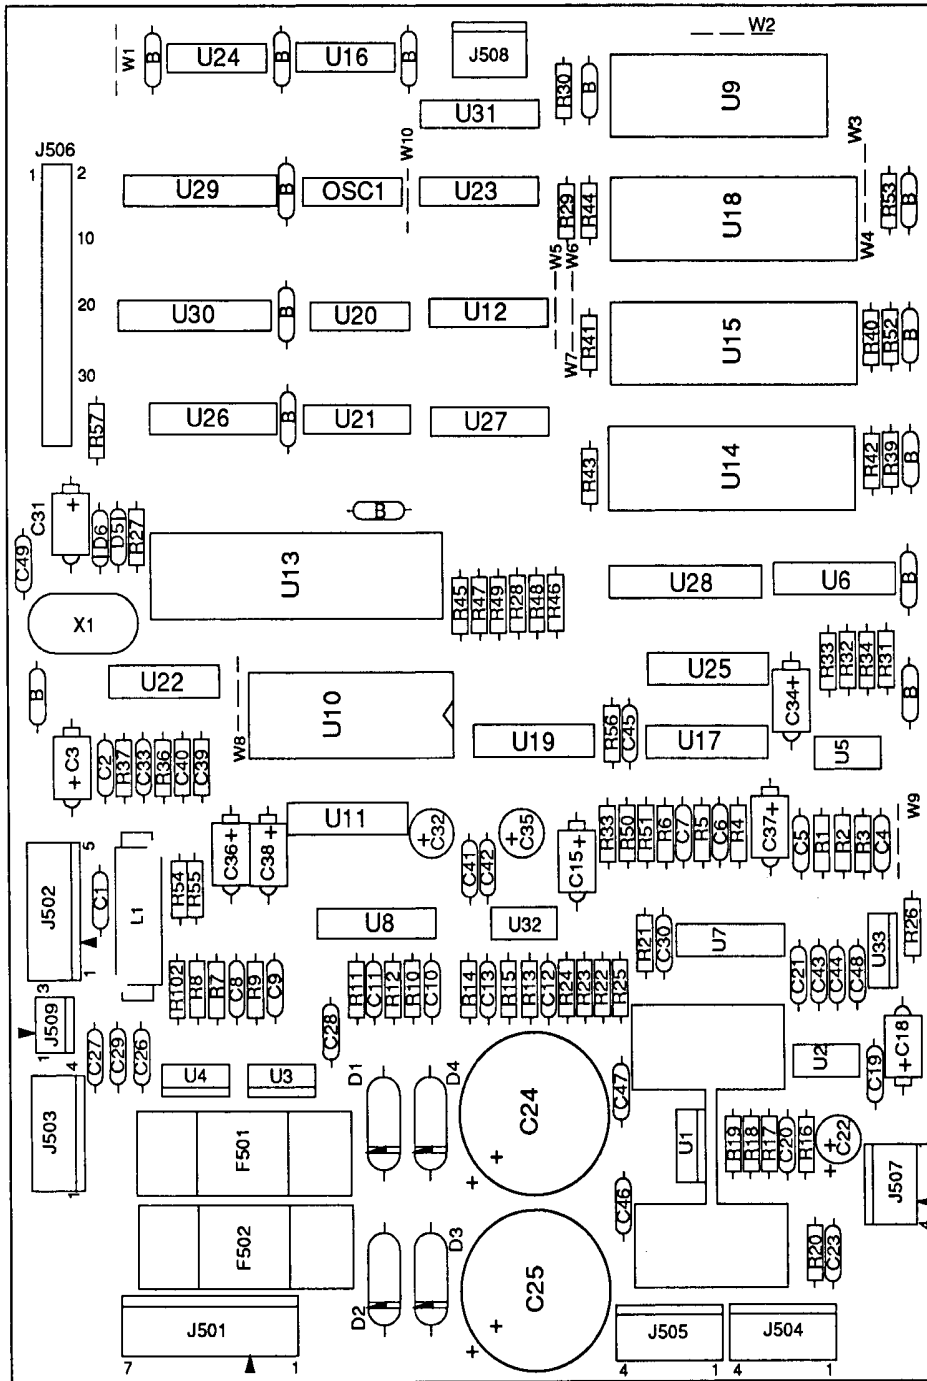 W1 B U24 B U16 B J508 W2
R30 B U9
U31
J506 W10 W3
1 2 U29 B OSC1 U23 R29 R44 U18 R53 B
10 W5 W6 W4
20 U30 B U20 U12 R41 U15 R40 R52 B
30 W7
R57 U26 B U21 U27 R43 U14 R42 R39 B
C31 + B
C49 D6 D5 R27 U13 U28 U6 B
X1 R45 R47 R49 R28 R48 R46
R33 R32 R34 R31
B U22 W8 U10 U25 C34+ B
+C3 C2 R37 C33 R36 C40 C39 U19 R56 C45 U17 U5
C36+ C38+ U11 +C32 +C35 C15+ R33 R50 R51 R6 C7 R5 C6 R4 C37+ C5 R1 R2 R3 C4 W9
5 J502 C1 L1 R54 R55 C41 C42
1 U8 U32 R21 C30 U7 U33 R26
R102 R8 R7 C8 R9 C9 R11 C11 R12 R10 C10 R14 C13 R15 R13 C12 R24 R23 R22 R25 C21 C43 C44 C48
3 J509 1 C28
C27 C29 C26 U2 C19 +C18
4 J503 1 U4 U3 D1 D4 C24 + + C47
F501 U1 R19 R18 R17 C20 R16 +C22 +
J507 1 4
C46
F502 D2 D3 C25 + + R20 C23
J501 J505 J504
7 1 4 1 4 1